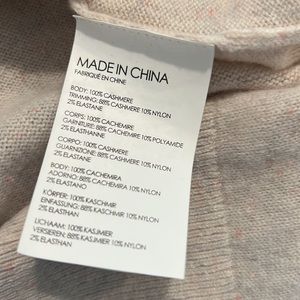 MADE IN CHINA
FABRIQUÉ EN CHINE
BODY: 100% CASHMERE
TRIMMING: 88% CASHMERE 10% NYLON
2% ELASTANE
CORPS: 100% CACHEMIRE
GARNITURE: 88% CACHEMIRE 10% POLYAMIDE
2% ELASTHANNE
CORPO: 100% CASHMERE
GUARNIZIONE: 88% CASHMERE 10% NYLON
2% ELASTANE
BODY: 100% CACHEMIRA
ADORNO: 88% CACHEMIRA 10% NYLON
2% ELASTANO
KÖRPER: 100% KASCHMIR
EINFASSUNG: 88% KASCHMIR 10% NYLON
2% ELASTHAN
LICHAAM: 100% KASJMIER
VERSIEREN: 88% KASJMIER 10% NYLON
2% ELASTHAN